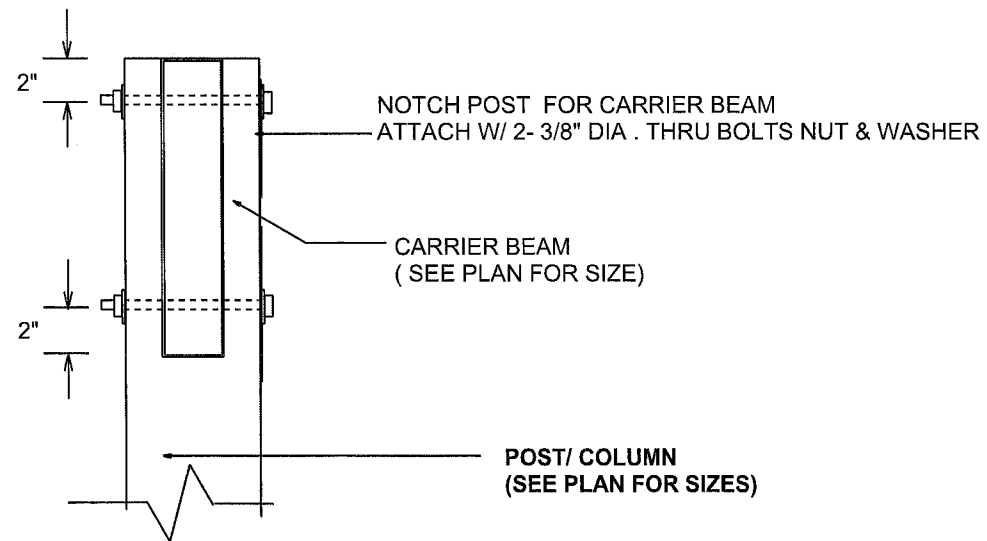 2"
NOTCH POST FOR CARRIER BEAM
ATTACH W/ 2- 3/8" DIA . THRU BOLTS NUT & WASHER
CARRIER BEAM
( SEE PLAN FOR SIZE)
2"
POST/ COLUMN
(SEE PLAN FOR SIZES)